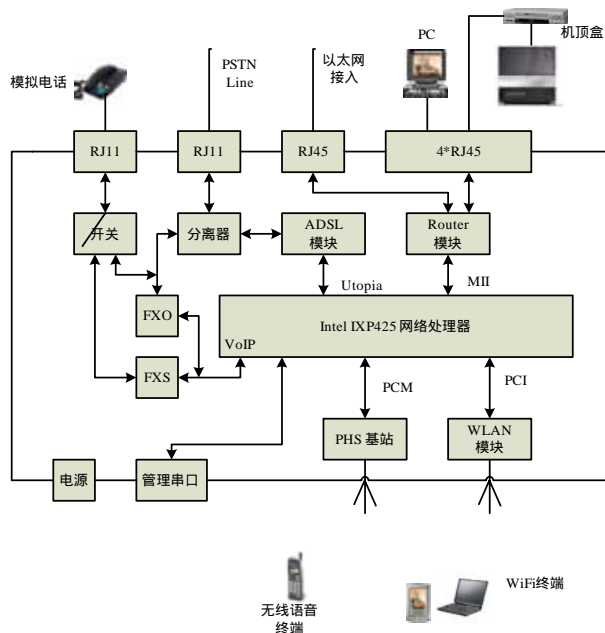 PC
机顶盒
模拟电话
PSTN
Line
以太网
接入
RJ11
RJ11
RJ45
4*RJ45
开关
分离器
ADSL
模块
Router
模块
Utopia
MII
FXO
Intel IXP425 网络处理器
VoIP
FXS
PCM
PCI
PHS 基站
WLAN
模块
电源
管理串口
无线语音
终端
WiFi终端